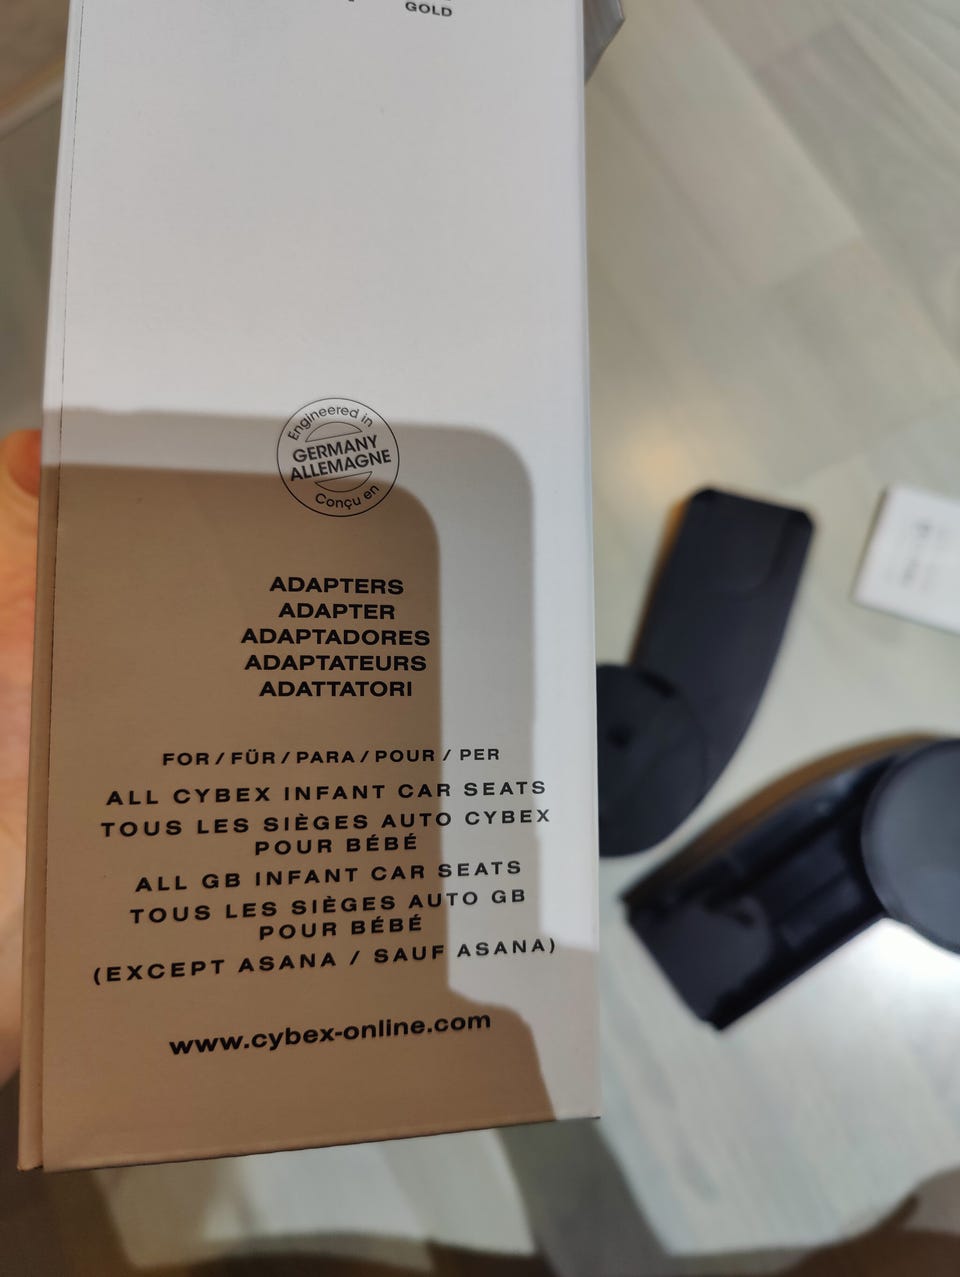 GOLD
Engineered in
GERMANY
ALLEMAGNE
Conçu en
ADAPTERS
ADAPTER
ADAPTADORES
ADAPTATEURS
ADATTATORI
FOR / FÜR / PARA / POUR / PER
ALL CYBEX INFANT CAR SEATS
TOUS LES SIÈGES AUTO CYBEX
POUR BÉBÉ
ALL GB INFANT CAR SEATS
TOUS LES SIÈGES AUTO GB
POUR BÉBÉ
(EXCEPT ASANA / SAUF ASANA)
www.cybex-online.com